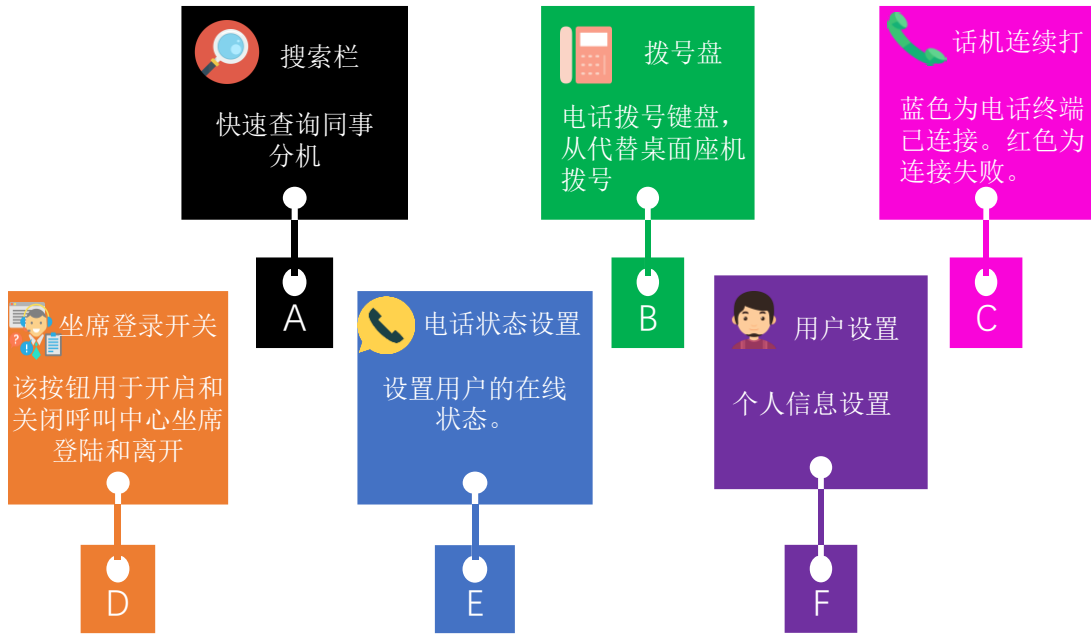 搜索栏
快速查询同事
分机
A
拨号盘
电话拨号键盘，
从代替桌面座机
拨号
B
话机连续打
蓝色为电话终端
已连接。红色为
连接失败。
C
坐席登录开关
该按钮用于开启和
关闭呼叫中心坐席
登陆和离开
D
电话状态设置
设置用户的在线
状态。
E
用户设置
个人信息设置
F